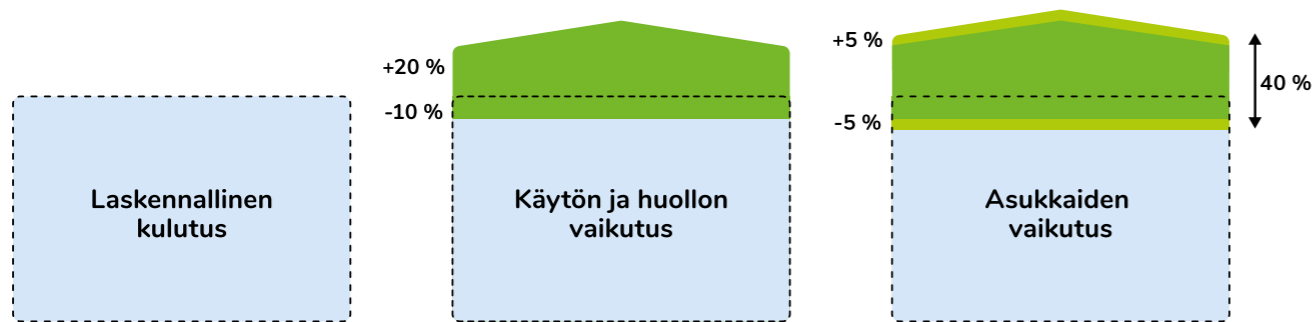 Laskennallinen
kulutus
+20 %
-10 %
Käytön ja huollon
vaikutus
+5 %
-5 %
40 %
Asukkaiden
vaikutus